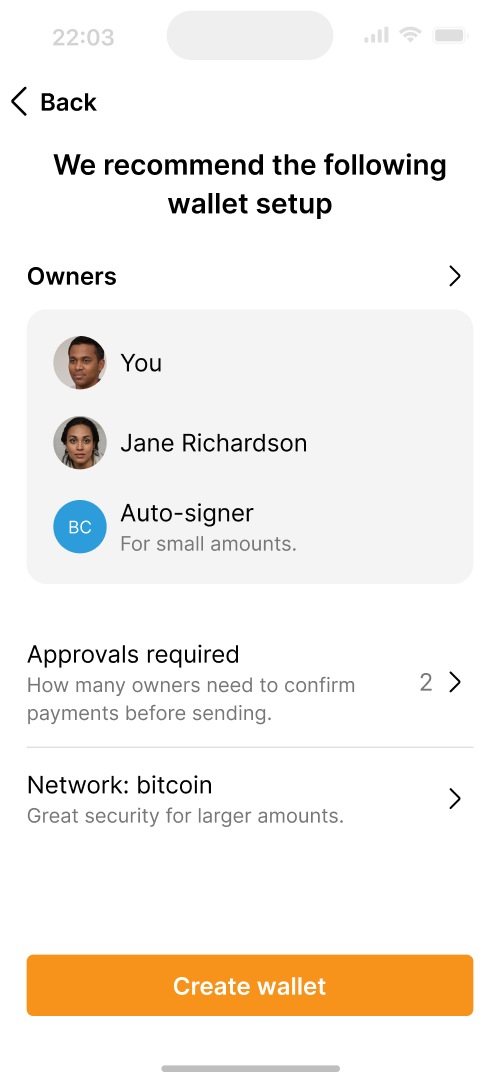 22:03
Back
We recommend the following
wallet setup
Owners
You
Jane Richardson
BC
Auto-signer
For small amounts.
Approvals required
How many owners need to confirm
payments before sending.
2
Network: bitcoin
Great security for larger amounts.
Create wallet